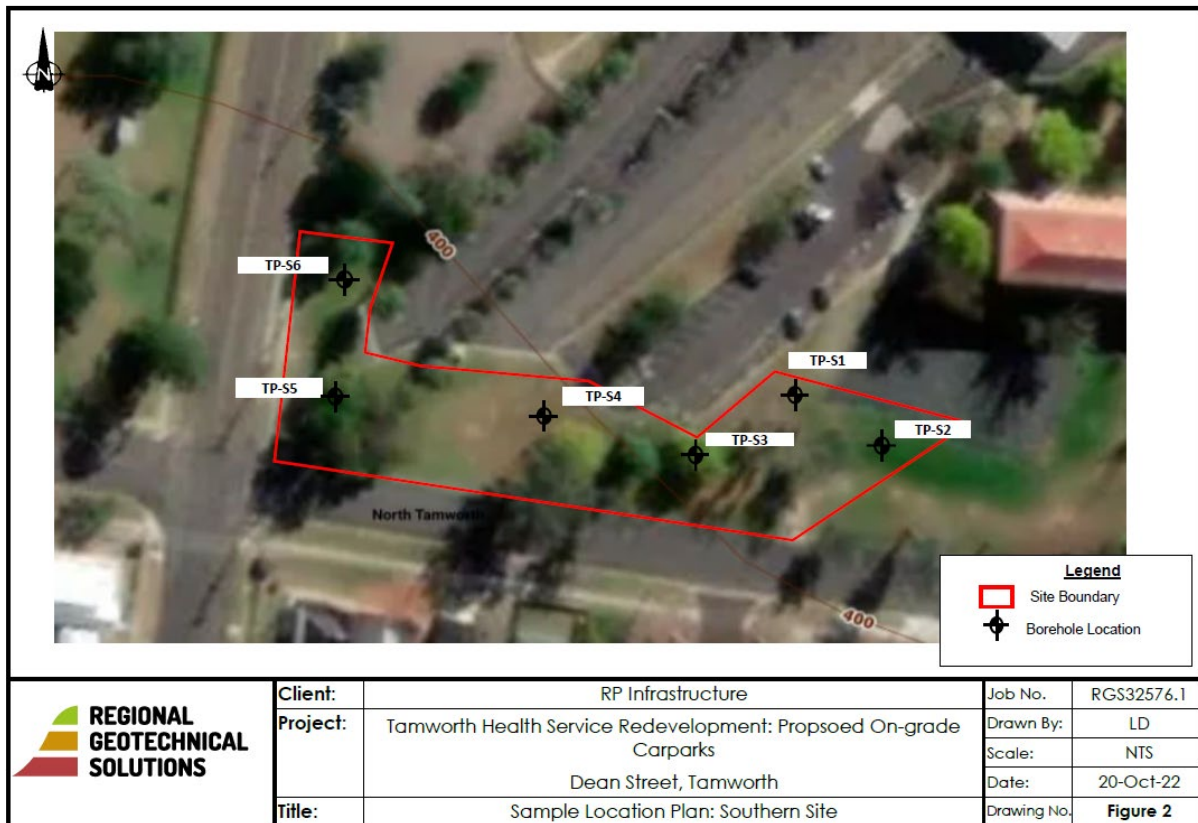 N
400
TP-S6
TP-S1
TP-S5
TP-S4
TP-S2
TP-S3
North Tamworth
400
Legend
Site Boundary
Borehole Location
REGIONAL
GEOTECHNICAL
SOLUTIONS
Client:
RP Infrastructure
Job No.
RGS32576.1
Project:
Tamworth Health Service Redevelopment: Propsoed On-grade
Carparks
Dean Street, Tamworth
Drawn By:
LD
Scale:
NTS
Date:
20-Oct-22
Title:
Sample Location Plan: Southern Site
Drawing No.
Figure 2